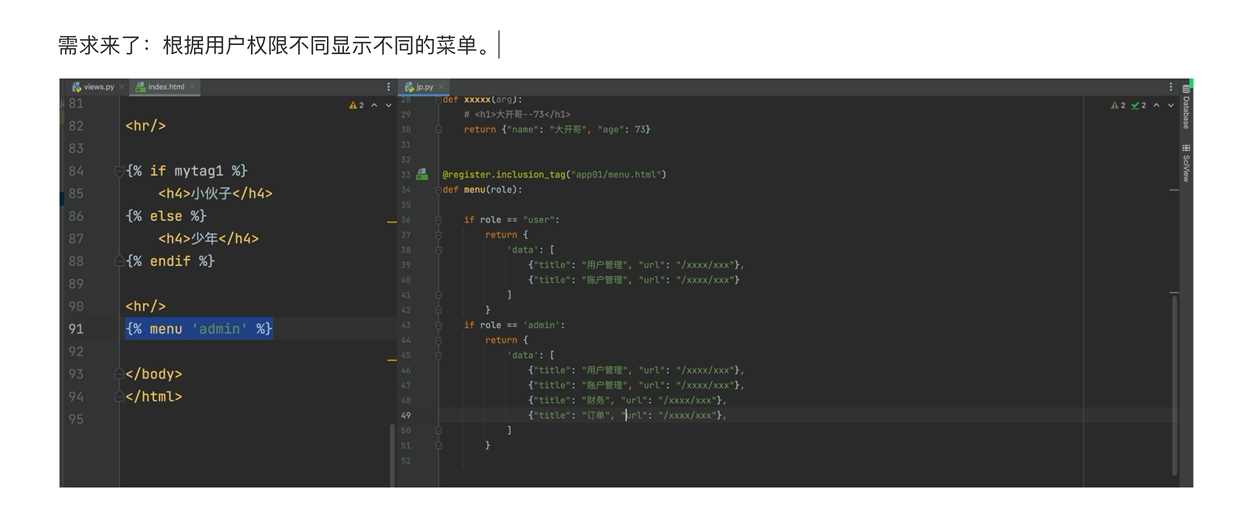 需求来了：根据用户权限不同显示不同的菜单。
views.py
index.html
2
81
82 <hr/>
83
84 {% if mytag1 %}
85 <h4>小伙子</h4>
86 {% else %}
87 <h4>少年</h4>
88 {% endif %}
89
90 <hr/>
91 {% menu 'admin' %}
92
93 </body>
94 </html>
95
jp.py
2 2
28 def xxxxx(arg):
29 # <h1>大开哥--73</h1>
30 return {"name": "大开哥", "age": 73}
31
32
33 @register.inclusion_tag("app01/menu.html")
34 def menu(role):
35
36 if role == "user":
37 return {
38 'data': [
39 {"title": "用户管理", "url": "/xxxx/xxx"},
40 {"title": "账户管理", "url": "/xxxx/xxx"}
41 ]
42 }
43 if role == 'admin':
44 return {
45 'data': [
46 {"title": "用户管理", "url": "/xxxx/xxx"},
47 {"title": "账户管理", "url": "/xxxx/xxx"},
48 {"title": "财务", "url": "/xxxx/xxx"},
49 {"title": "订单", "url": "/xxxx/xxx"},
50 ]
51 }
52
Database
SciView